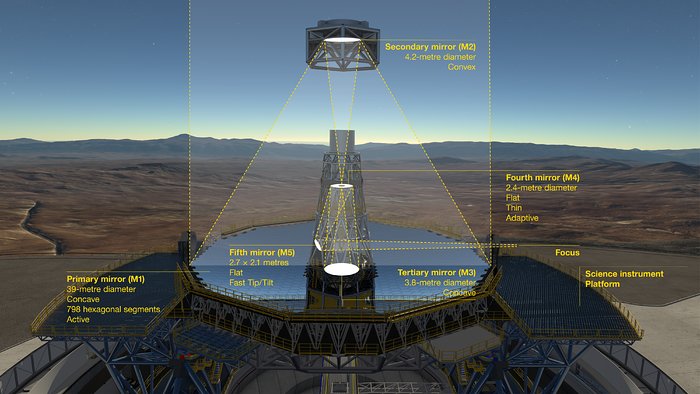 Secondary mirror (M2)
4.2-metre diameter
Convex
Fourth mirror (M4)
2.4-metre diameter
Flat
Thin
Adaptive
Fifth mirror (M5)
2.7 × 2.1 metres
Flat
Fast Tip/Tilt
Focus
Tertiary mirror (M3)
3.8-metre diameter
Concave
Science instrument
Platform
Primary mirror (M1)
39-metre diameter
Concave
798 hexagonal segments
Active